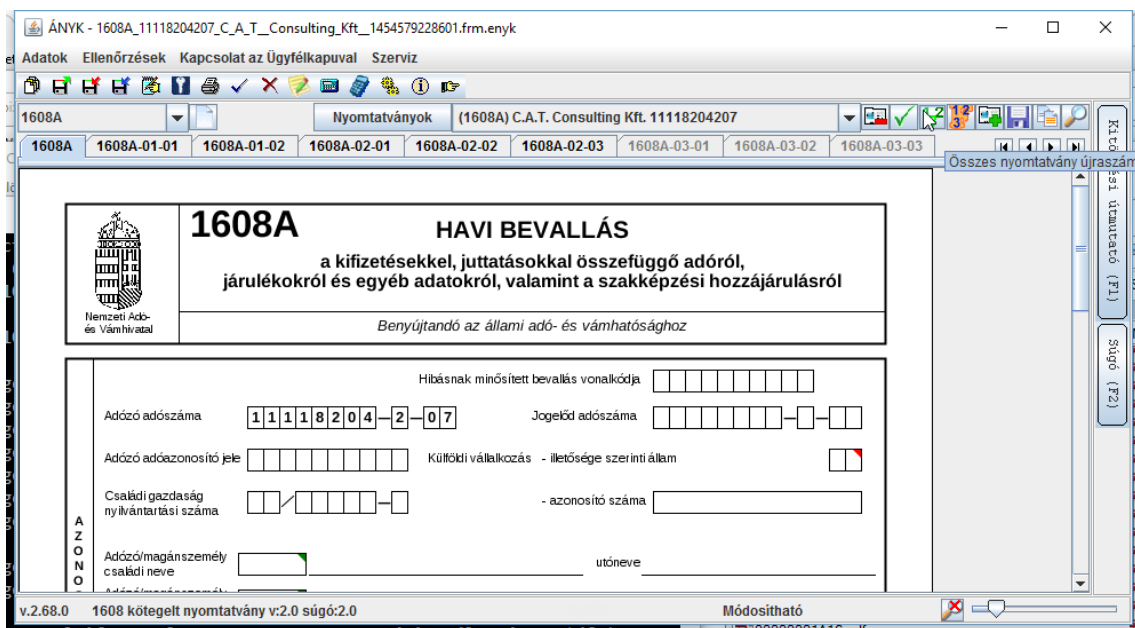 ÁNYK - 1608A_11118204207_C_A_T__Consulting_Kft__1454579228601.frm.enyk
Adatok Ellenőrzések Kapcsolat az Ügyfélkapuval Szerviz
1608A Nyomtatványok (1608A) C.A.T. Consulting Kft. 11118204207
1608A 1608A-01-01 1608A-01-02 1608A-02-01 1608A-02-02 1608A-02-03 1608A-03-01 1608A-03-02 1608A-03-03
Összes nyomtatvány újraszám
Kitöltési útmutató (F1)
Súgó (F2)
Nemzeti Adó-
és Vámhivatal
1608A HAVI BEVALLÁS
a kifizetésekkel, juttatásokkal összefüggő adóról,
járulékokról és egyéb adatokról, valamint a szakképzési hozzájárulásról
Benyújtandó az állami adó- és vámhatósághoz
Hibásnak minősített bevallás vonalkódja
Adózó adószáma 11118204-2-07 Jogelőd adószáma
Adózó adóazonosító jele Külföldi vállalkozás - illetősége szerinti állam
Családi gazdaság
nyilvántartási száma / - - azonosító száma
A
Z
O
N
O
Adózó/magánszemély
családi neve utóneve
v.2.68.0 1608 kötegelt nyomtatvány v:2.0 súgó:2.0 Módosítható